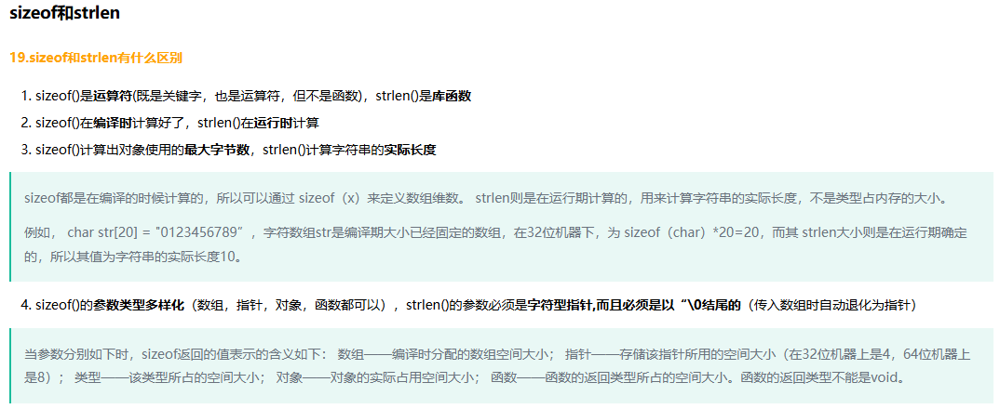 sizeof和strlen
19.sizeof和strlen有什么区别
1. sizeof()是运算符(既是关键字，也是运算符，但不是函数)，strlen()是库函数
2. sizeof()在编译时计算好了，strlen()在运行时计算
3. sizeof()计算出对象使用的最大字节数，strlen()计算字符串的实际长度
sizeof都是在编译的时候计算的，所以可以通过 sizeof（x）来定义数组维数。 strlen则是在运行期计算的，用来计算字符串的实际长度，不是类型占内存的大小。
例如， char str[20] = "0123456789”，字符数组str是编译期大小已经固定的数组，在32位机器下，为 sizeof（char）*20=20，而其 strlen大小则是在运行期确定
的，所以其值为字符串的实际长度10。
4. sizeof()的参数类型多样化（数组，指针，对象，函数都可以），strlen()的参数必须是字符型指针,而且必须是以“\0结尾的（传入数组时自动退化为指针）
当参数分别如下时，sizeof返回的值表示的含义如下： 数组——编译时分配的数组空间大小； 指针——存储该指针所用的空间大小（在32位机器上是4，64位机器上
是8）； 类型——该类型所占的空间大小； 对象——对象的实际占用空间大小； 函数——函数的返回类型所占的空间大小。函数的返回类型不能是void。